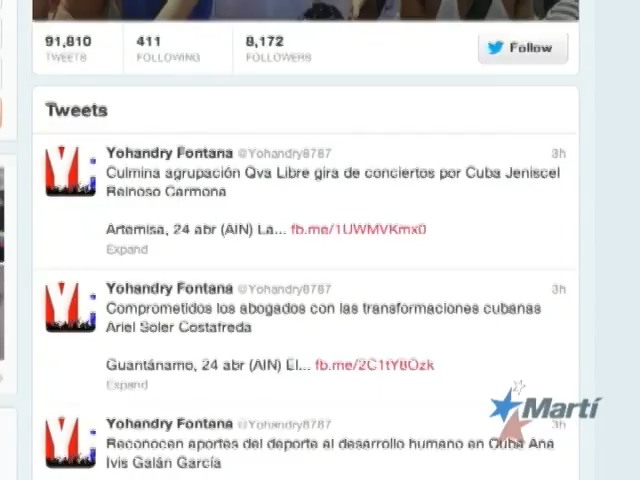 91,810 411 8,172
TWEETS FOLLOWING FOLLOWERS
Follow
Tweets
Yohandry Fontana @Yohandry8787 3h
Culmina agrupación Qva Libre gira de conciertos por Cuba Jeniscel
Reinoso Carmona
Artemisa, 24 abr (AIN) La... fb.me/1UWMVKmx0
Expand
Yohandry Fontana @Yohandry8787 3h
Comprometidos los abogados con las transformaciones cubanas
Ariel Soler Costafreda
Guantánamo, 24 abr (AIN) El... fb.me/2C1tY8Ozk
Expand
Martí
Yohandry Fontana @Yohandry8787 3h
Reconocen aportes del deporte al desarrollo humano en Cuba Ana
Ivis Galán García